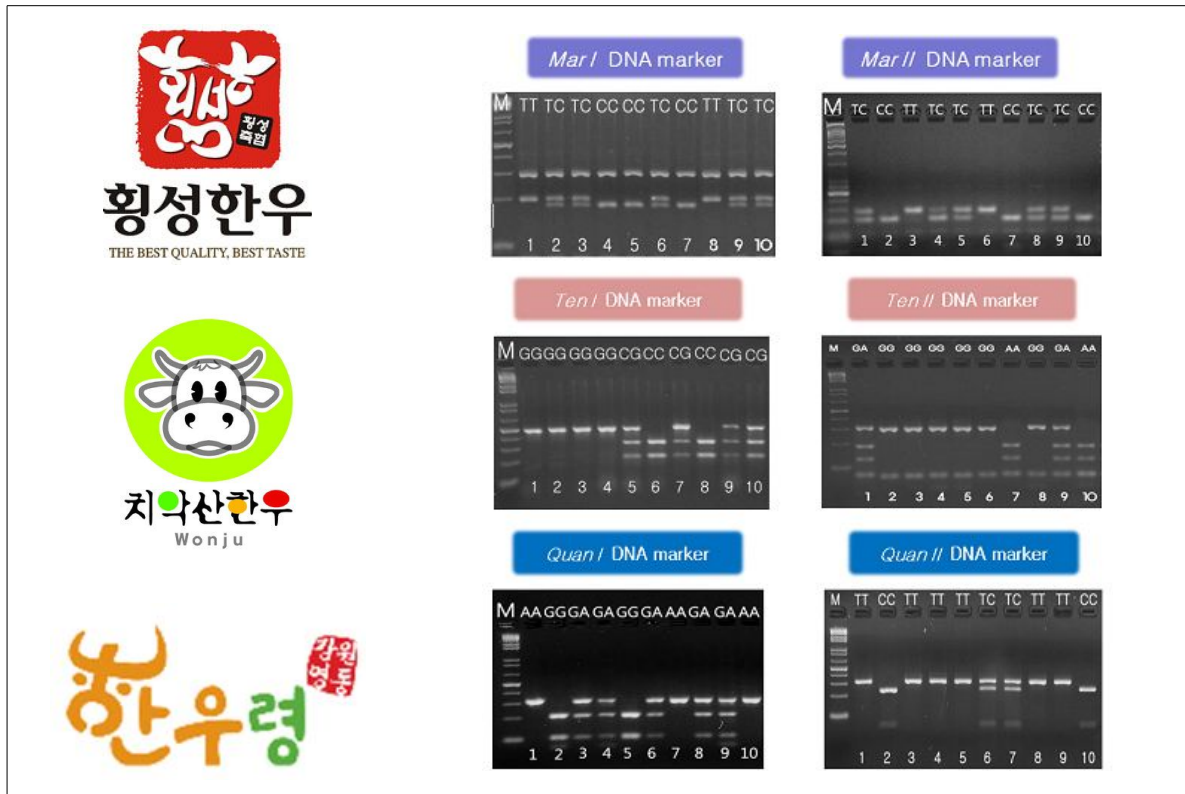 횡성한우
횡성
축협
횡성한우
THE BEST QUALITY, BEST TASTE
치악산한우
Wonju
한우령
Mar I DNA marker
M TT TC TC CC CC TC CC TT TC TC
1 2 3 4 5 6 7 8 9 10
Mar II DNA marker
M TC CC TT TC TC TT CC TC TC CC
1 2 3 4 5 6 7 8 9 10
Ten I DNA marker
M GG GG GG GG CG CC CG CC CG CG
1 2 3 4 5 6 7 8 9 10
Ten II DNA marker
M GA GG GG GG GG GG AA GG GA AA
1 2 3 4 5 6 7 8 9 10
Quan I DNA marker
M AA GG GA GA GG GA AA GA GA AA
1 2 3 4 5 6 7 8 9 10
Quan II DNA marker
M TT CC TT TT TT TC TC TT TT CC
1 2 3 4 5 6 7 8 9 10